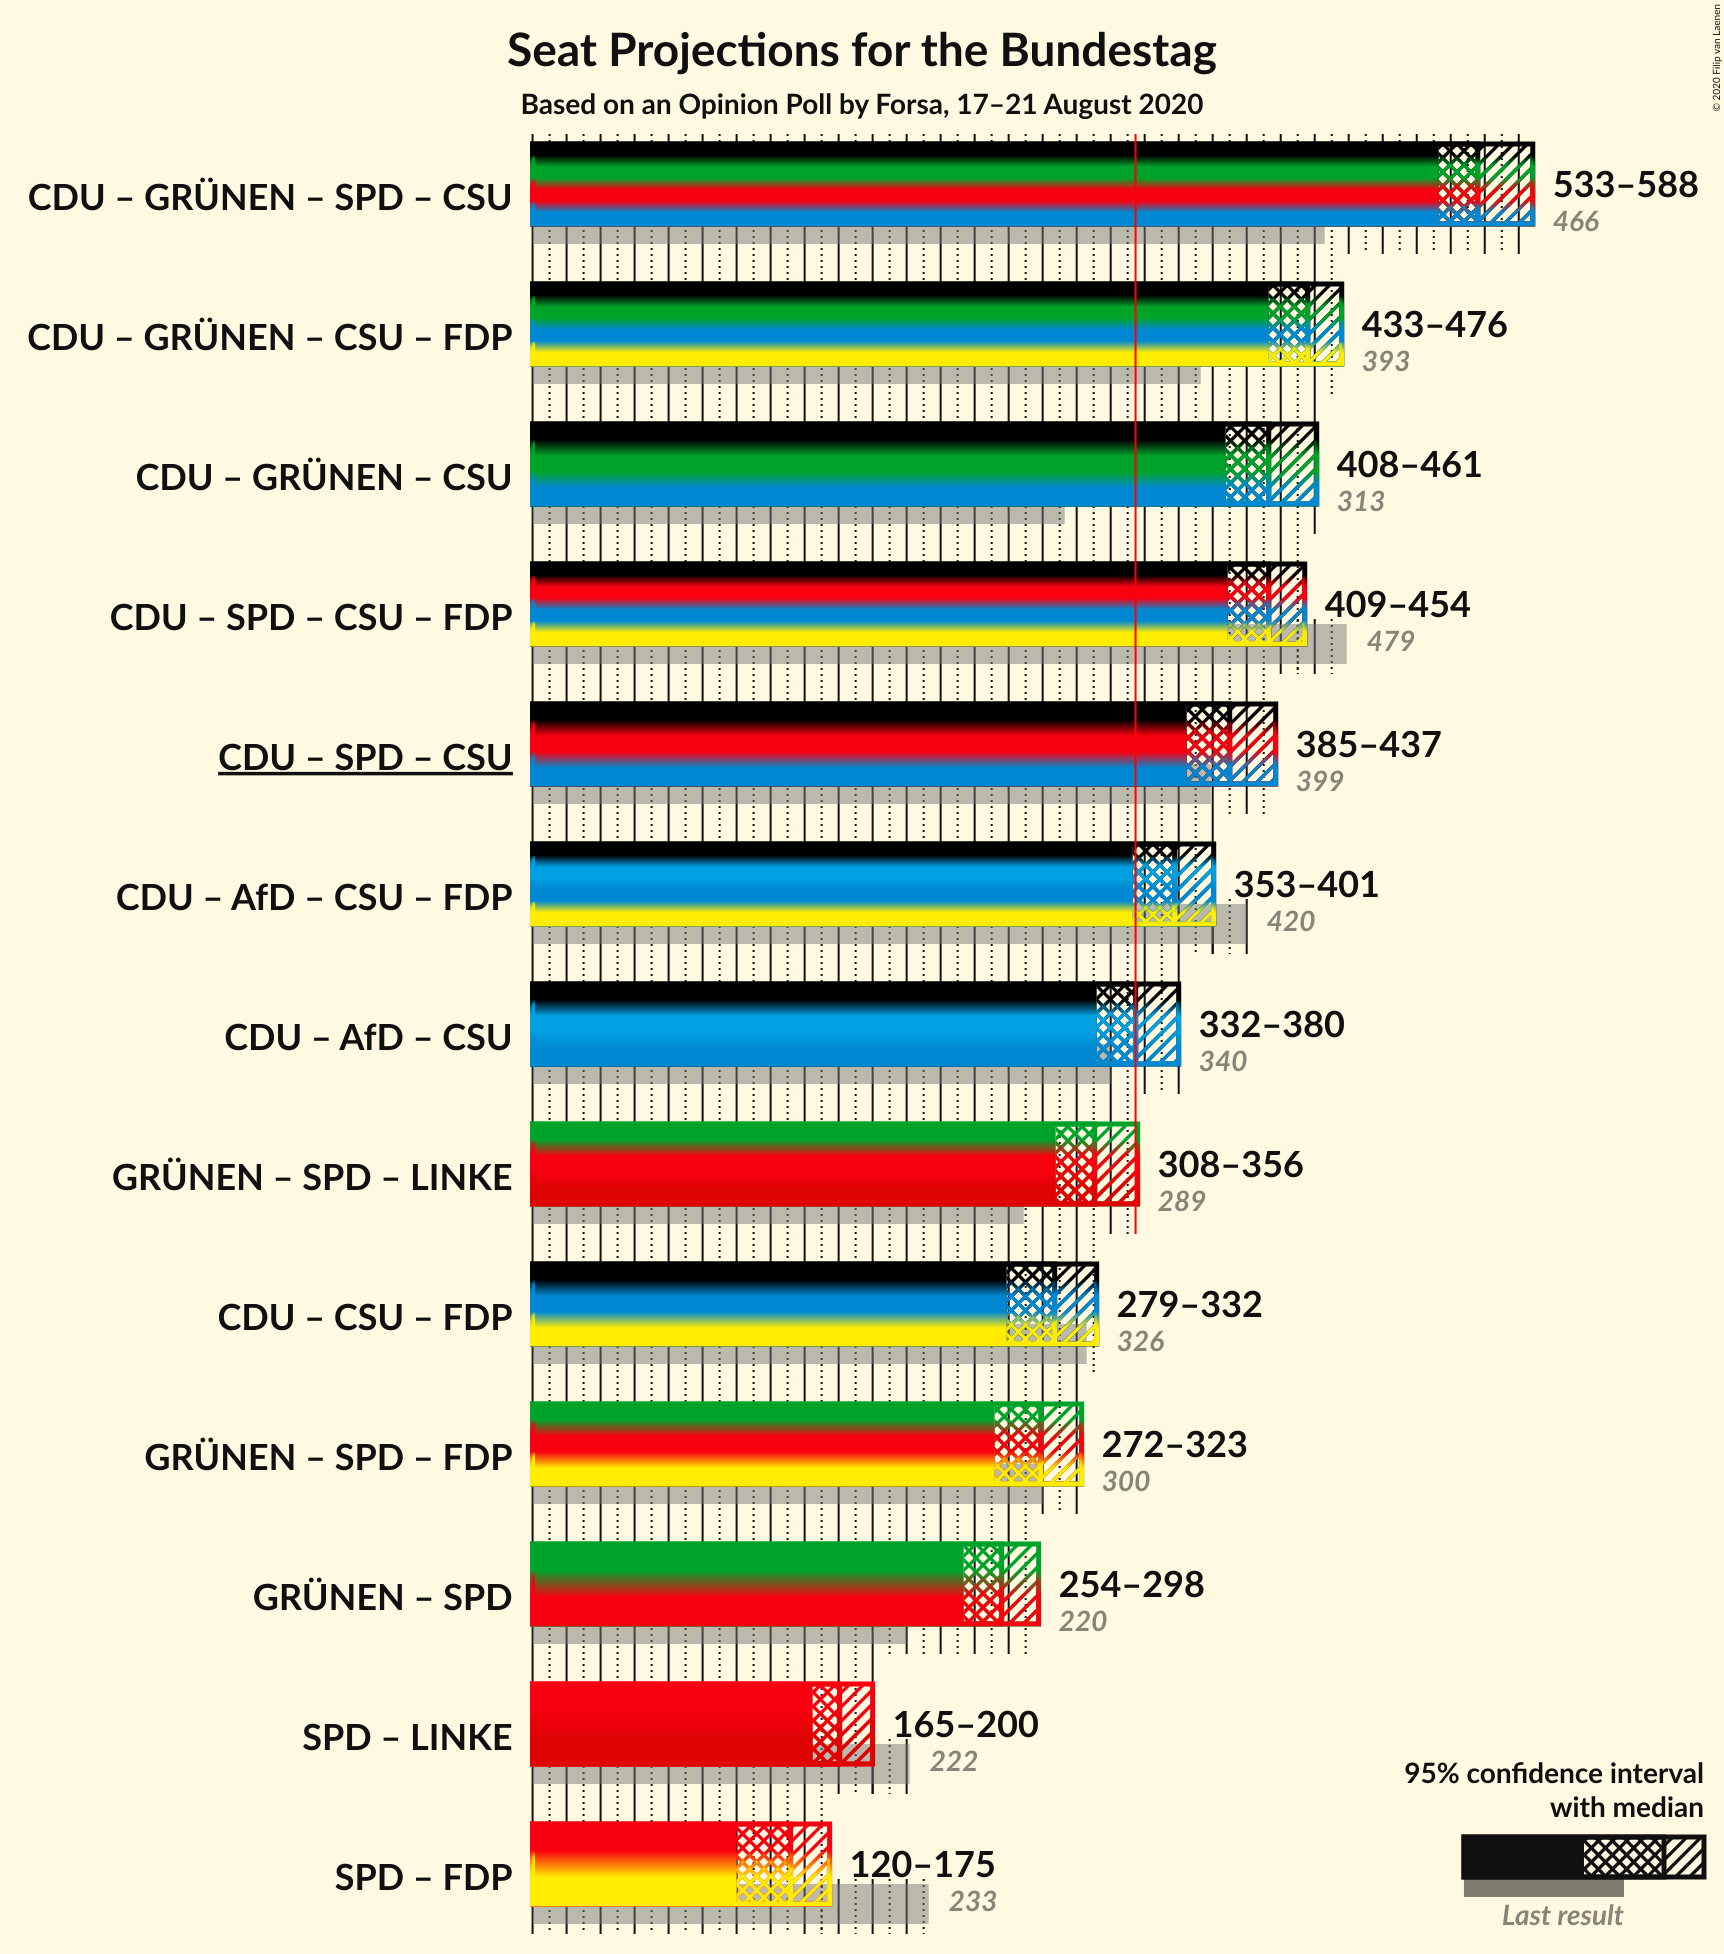 © 2020 Filip van Laenen
Seat Projections for the Bundestag
Based on an Opinion Poll by Forsa, 17–21 August 2020
CDU – GRÜNEN – SPD – CSU
533–588
466
CDU – GRÜNEN – CSU – FDP
433–476
393
CDU – GRÜNEN – CSU
408–461
313
CDU – SPD – CSU – FDP
409–454
479
CDU – SPD – CSU
385–437
399
CDU – AfD – CSU – FDP
353–401
420
CDU – AfD – CSU
332–380
340
GRÜNEN – SPD – LINKE
308–356
289
CDU – CSU – FDP
279–332
326
GRÜNEN – SPD – FDP
272–323
300
GRÜNEN – SPD
254–298
220
SPD – LINKE
165–200
222
SPD – FDP
120–175
233
95% confidence interval
with median
Last result